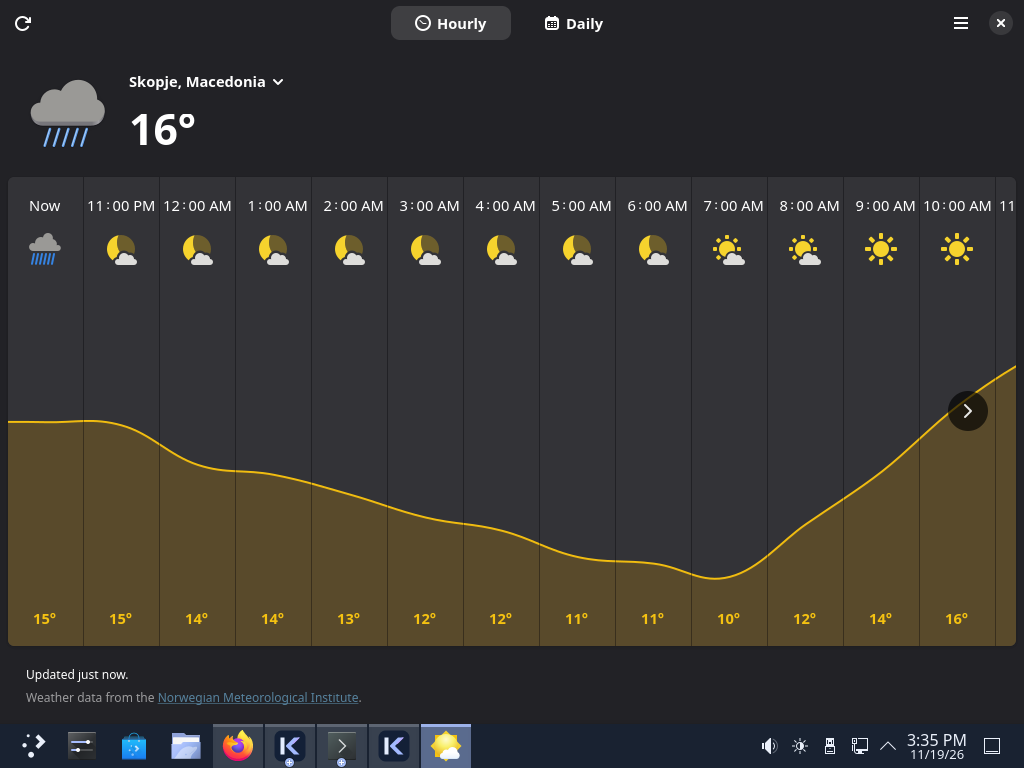 Hourly
Daily
Skopje, Macedonia
16°
Now 11:00 PM 12:00 AM 1:00 AM 2:00 AM 3:00 AM 4:00 AM 5:00 AM 6:00 AM 7:00 AM 8:00 AM 9:00 AM 10:00 AM 11
15° 15° 14° 14° 13° 12° 12° 11° 11° 10° 12° 14° 16°
Updated just now.
Weather data from the Norwegian Meteorological Institute.
3:35 PM
11/19/26